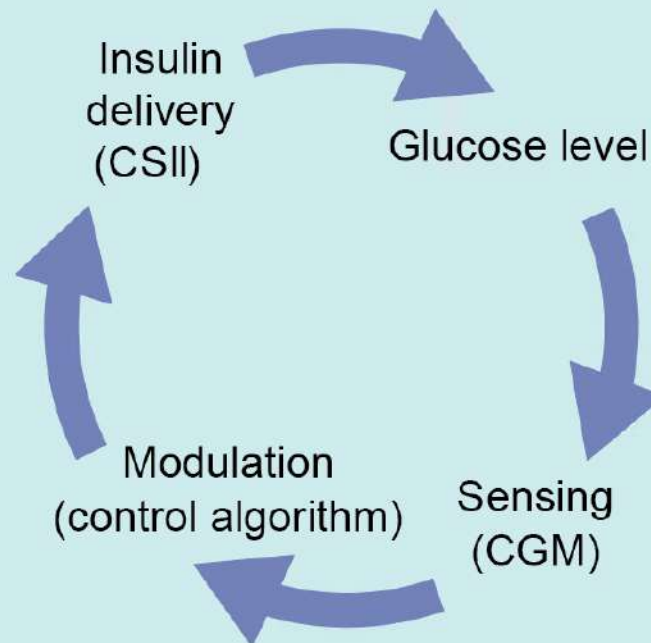 Insulin
delivery
(CSII)
Glucose level
Sensing
(CGM)
Modulation
(control algorithm)